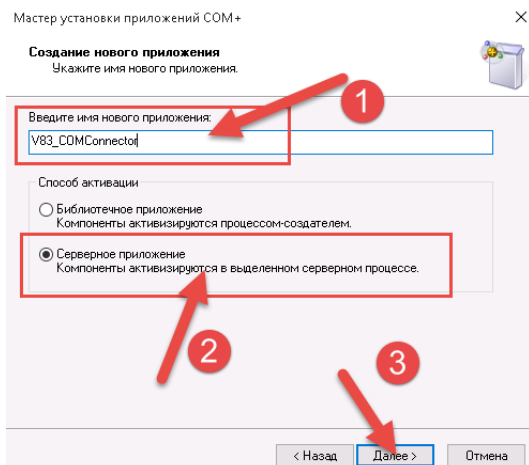 Мастер установки приложений COM+
Создание нового приложения
Укажите имя нового приложения.
1
Введите имя нового приложения:
V83_COMConnector
Способ активации
Библиотечное приложение
Компоненты активизируются процессом-создателем.
Серверное приложение
Компоненты активизируются в выделенном серверном процессе.
2
3
< Назад
Далее >
Отмена